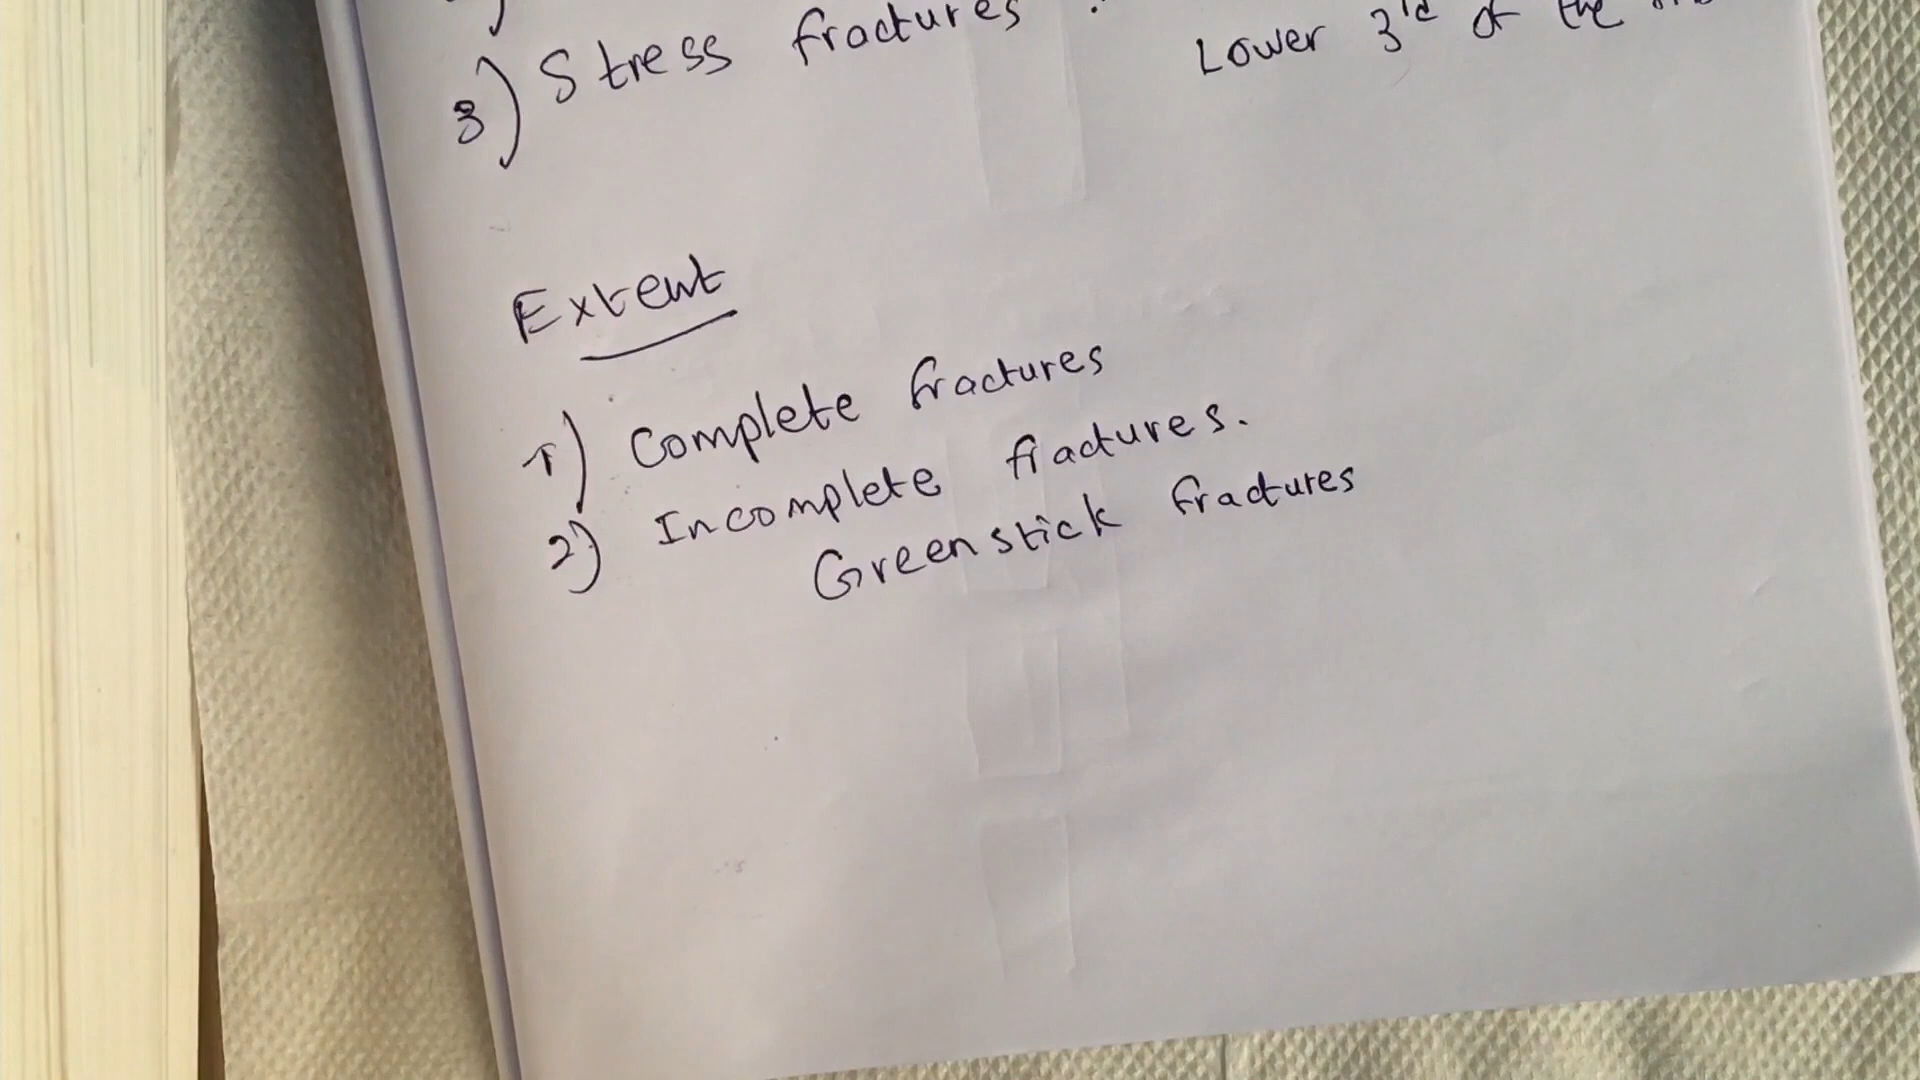 3) Stress fractures :
Lower 3rd of the
Extent
1) Complete fractures
2) Incomplete fractures.
Greenstick fractures